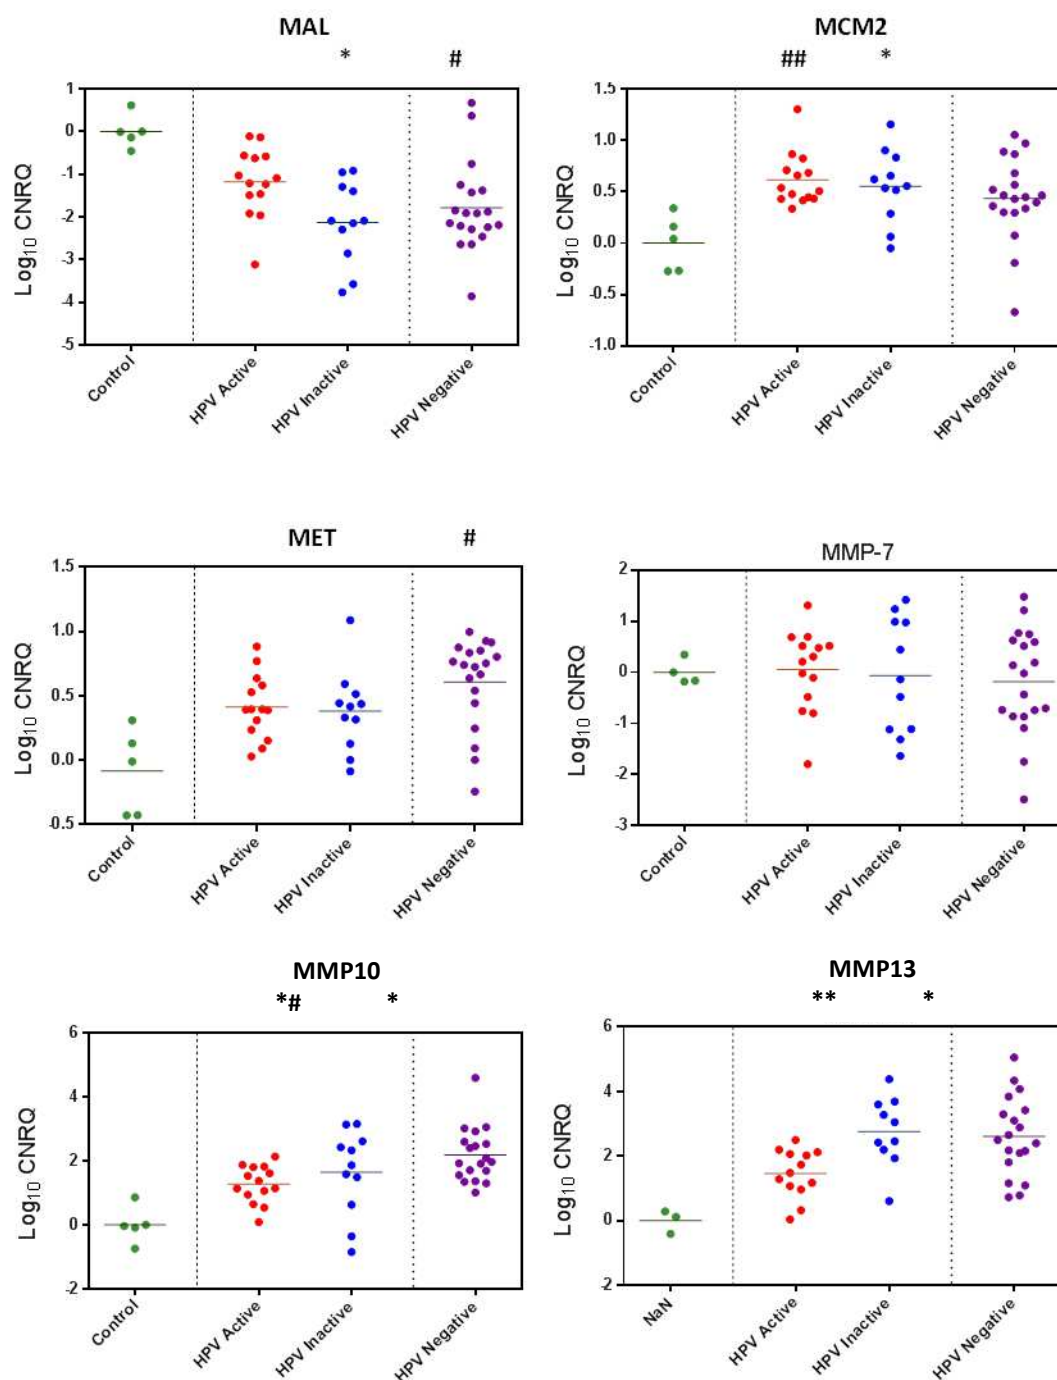 MAL
* #
Log10 CNRQ
1
0
-1
-2
-3
-4
-5
Control
HPV Active
HPV Inactive
HPV Negative
MCM2
## *
Log10 CNRQ
1.5
1.0
0.5
0.0
-0.5
-1.0
Control
HPV Active
HPV Inactive
HPV Negative
MET #
Log10 CNRQ
1.5
1.0
0.5
0.0
-0.5
Control
HPV Active
HPV Inactive
HPV Negative
MMP-7
Log10 CNRQ
2
1
0
-1
-2
-3
Control
HPV Active
HPV Inactive
HPV Negative
MMP10
*# *
Log10 CNRQ
6
4
2
0
-2
Control
HPV Active
HPV Inactive
HPV Negative
MMP13
** *
Log10 CNRQ
6
4
2
0
-2
NaN
HPV Active
HPV Inactive
HPV Negative